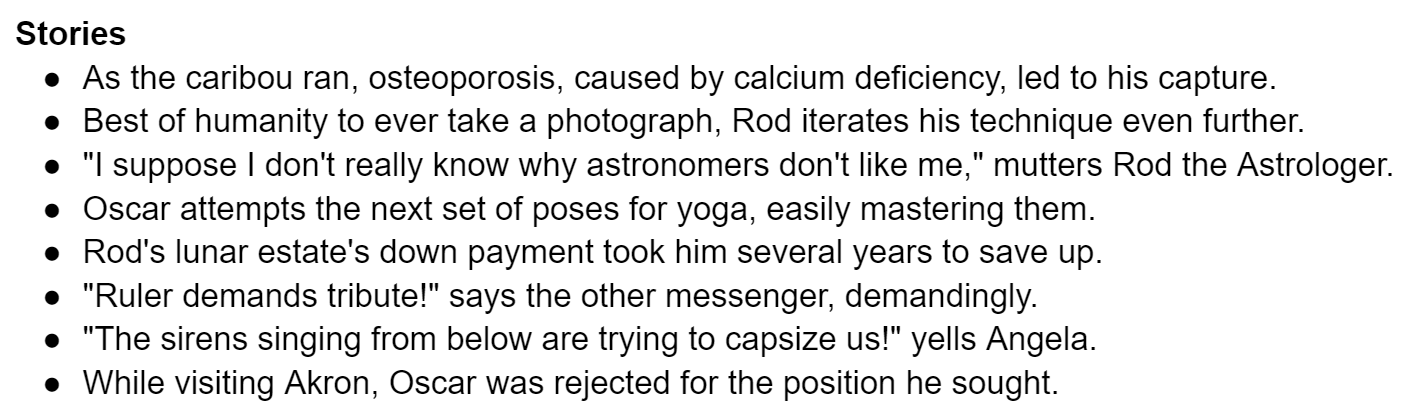 Stories
● As the caribou ran, osteoporosis, caused by calcium deficiency, led to his capture.
● Best of humanity to ever take a photograph, Rod iterates his technique even further.
● "I suppose I don't really know why astronomers don't like me," mutters Rod the Astrologer.
● Oscar attempts the next set of poses for yoga, easily mastering them.
● Rod's lunar estate's down payment took him several years to save up.
● "Ruler demands tribute!" says the other messenger, demandingly.
● "The sirens singing from below are trying to capsize us!" yells Angela.
● While visiting Akron, Oscar was rejected for the position he sought.